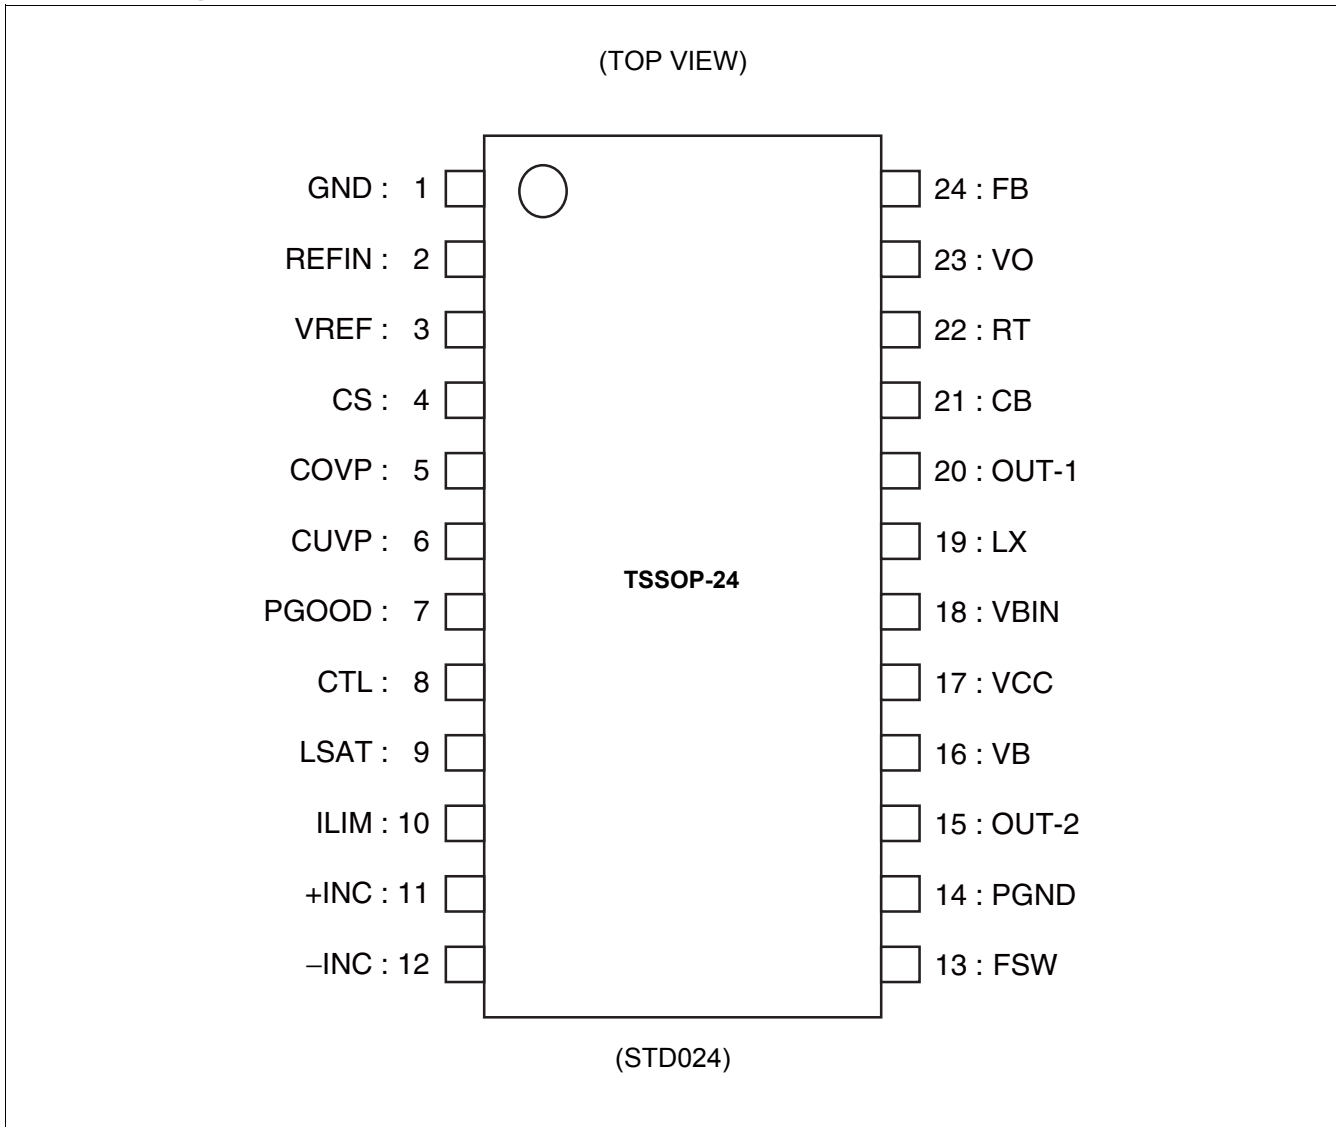 (TOP VIEW)
GND : 1
24 : FB
REFIN : 2
23 : VO
VREF : 3
22 : RT
CS : 4
21 : CB
COVP : 5
20 : OUT-1
CUVP : 6
19 : LX
TSSOP-24
PGOOD : 7
18 : VBIN
CTL : 8
17 : VCC
LSAT : 9
16 : VB
ILIM : 10
15 : OUT-2
+INC : 11
14 : PGND
−INC : 12
13 : FSW
(STD024)